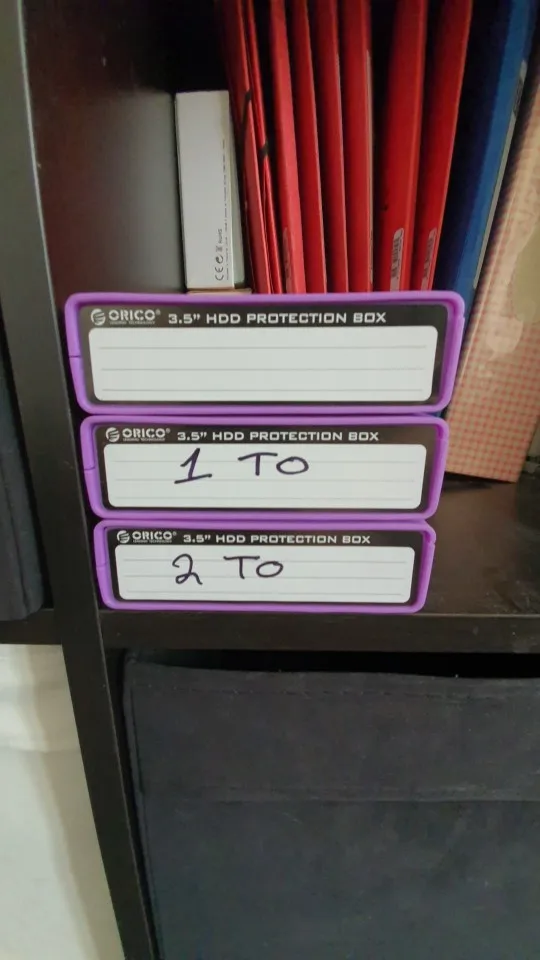 ORICO® 3.5" HDD PROTECTION BOX
ORICO® 3.5" HDD PROTECTION BOX
1 TO
ORICO® 3.5" HDD PROTECTION BOX
2 TO